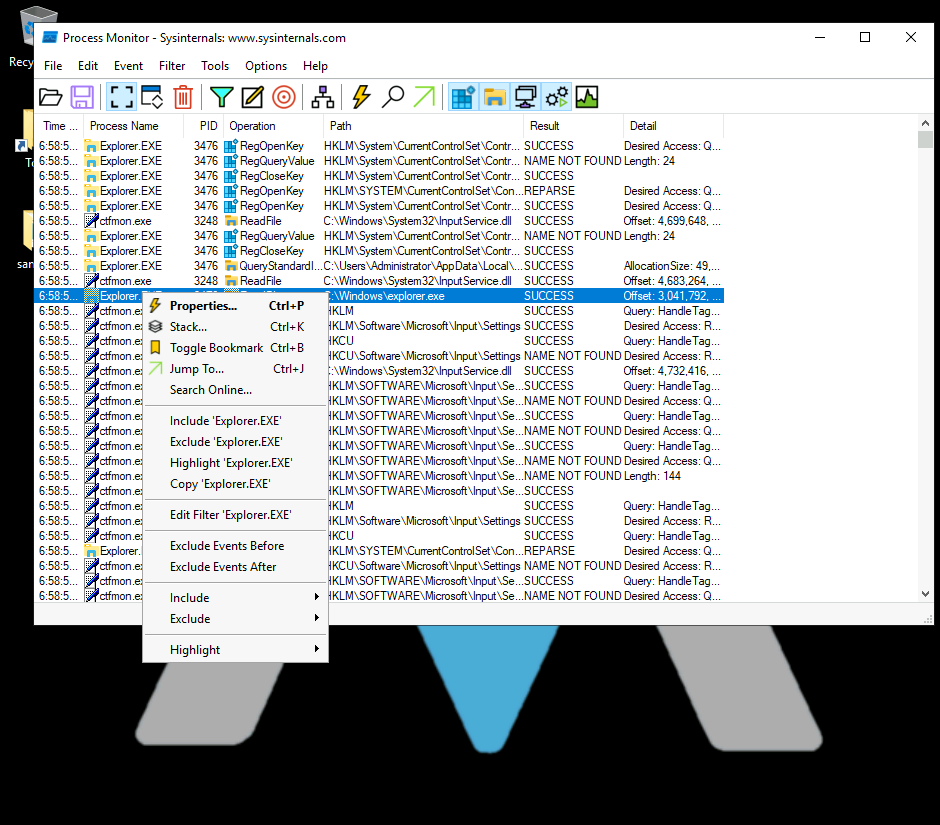 Recy
Process Monitor - Sysinternals: www.sysinternals.com
File Edit Event Filter Tools Options Help
Time ... Process Name PID Operation Path Result Detail
6:58:5... Explorer.EXE 3476 RegOpenKey HKLM\System\CurrentControlSet\Contr... SUCCESS Desired Access: Q...
6:58:5... Explorer.EXE 3476 RegQueryValue HKLM\System\CurrentControlSet\Contr... NAME NOT FOUND Length: 24
6:58:5... Explorer.EXE 3476 RegCloseKey HKLM\System\CurrentControlSet\Contr... SUCCESS
6:58:5... Explorer.EXE 3476 RegOpenKey HKLM\SYSTEM\CurrentControlSet\Con... REPARSE Desired Access: Q...
6:58:5... Explorer.EXE 3476 RegOpenKey HKLM\System\CurrentControlSet\Contr... SUCCESS Desired Access: Q...
6:58:5... ctfmon.exe 3248 ReadFile C:\Windows\System32\InputService.dll SUCCESS Offset: 4,699,648, ...
6:58:5... Explorer.EXE 3476 RegQueryValue HKLM\System\CurrentControlSet\Contr... NAME NOT FOUND Length: 24
6:58:5... Explorer.EXE 3476 RegCloseKey HKLM\System\CurrentControlSet\Contr... SUCCESS
6:58:5... Explorer.EXE 3476 QueryStandardI... C:\Users\Administrator\AppData\Local\... SUCCESS AllocationSize: 49,...
6:58:5... ctfmon.exe 3248 ReadFile C:\Windows\System32\InputService.dll SUCCESS Offset: 4,683,264, ...
6:58:5... Explorer. :\Windows\explorer.exe SUCCESS Offset: 3,041,792, ...
6:58:5... ctfmon.ex HKLM SUCCESS Query: HandleTag...
6:58:5... ctfmon.ex HKLM\Software\Microsoft\Input\Settings SUCCESS Desired Access: R...
6:58:5... ctfmon.ex HKCU SUCCESS Query: HandleTag...
6:58:5... ctfmon.ex HKCU\Software\Microsoft\Input\Settings NAME NOT FOUND Desired Access: R...
6:58:5... ctfmon.ex :\Windows\System32\InputService.dll SUCCESS Offset: 4,732,416, ...
6:58:5... ctfmon.ex HKLM\SOFTWARE\Microsoft\Input\Se... SUCCESS Query: HandleTag...
6:58:5... ctfmon.ex HKLM\SOFTWARE\Microsoft\Input\Se... NAME NOT FOUND Desired Access: Q...
6:58:5... ctfmon.ex HKLM\SOFTWARE\Microsoft\Input\Se... SUCCESS Query: HandleTag...
6:58:5... ctfmon.ex HKLM\SOFTWARE\Microsoft\Input\Se... NAME NOT FOUND Desired Access: Q...
6:58:5... ctfmon.ex HKLM\SOFTWARE\Microsoft\Input\Se... SUCCESS Query: HandleTag...
6:58:5... ctfmon.ex HKLM\SOFTWARE\Microsoft\Input\Se... NAME NOT FOUND Desired Access: Q...
6:58:5... ctfmon.ex HKLM\SOFTWARE\Microsoft\Input\Se... NAME NOT FOUND Length: 144
6:58:5... ctfmon.ex HKLM\SOFTWARE\Microsoft\Input\Se... SUCCESS
6:58:5... ctfmon.ex HKLM SUCCESS Query: HandleTag...
6:58:5... ctfmon.ex HKLM\Software\Microsoft\Input\Settings SUCCESS Desired Access: R...
6:58:5... ctfmon.ex HKCU SUCCESS Query: HandleTag...
6:58:5... Explorer. HKLM\SYSTEM\CurrentControlSet\Con... REPARSE Desired Access: Q...
6:58:5... ctfmon.ex HKCU\Software\Microsoft\Input\Settings NAME NOT FOUND Desired Access: R...
6:58:5... ctfmon.ex HKLM\SOFTWARE\Microsoft\Input\Se... SUCCESS Query: HandleTag...
6:58:5... ctfmon.ex HKLM\SOFTWARE\Microsoft\Input\Se... NAME NOT FOUND Desired Access: Q...
Properties... Ctrl+P
Stack... Ctrl+K
Toggle Bookmark Ctrl+B
Jump To... Ctrl+J
Search Online...
Include 'Explorer.EXE'
Exclude 'Explorer.EXE'
Highlight 'Explorer.EXE'
Copy 'Explorer.EXE'
Edit Filter 'Explorer.EXE'
Exclude Events Before
Exclude Events After
Include
Exclude
Highlight